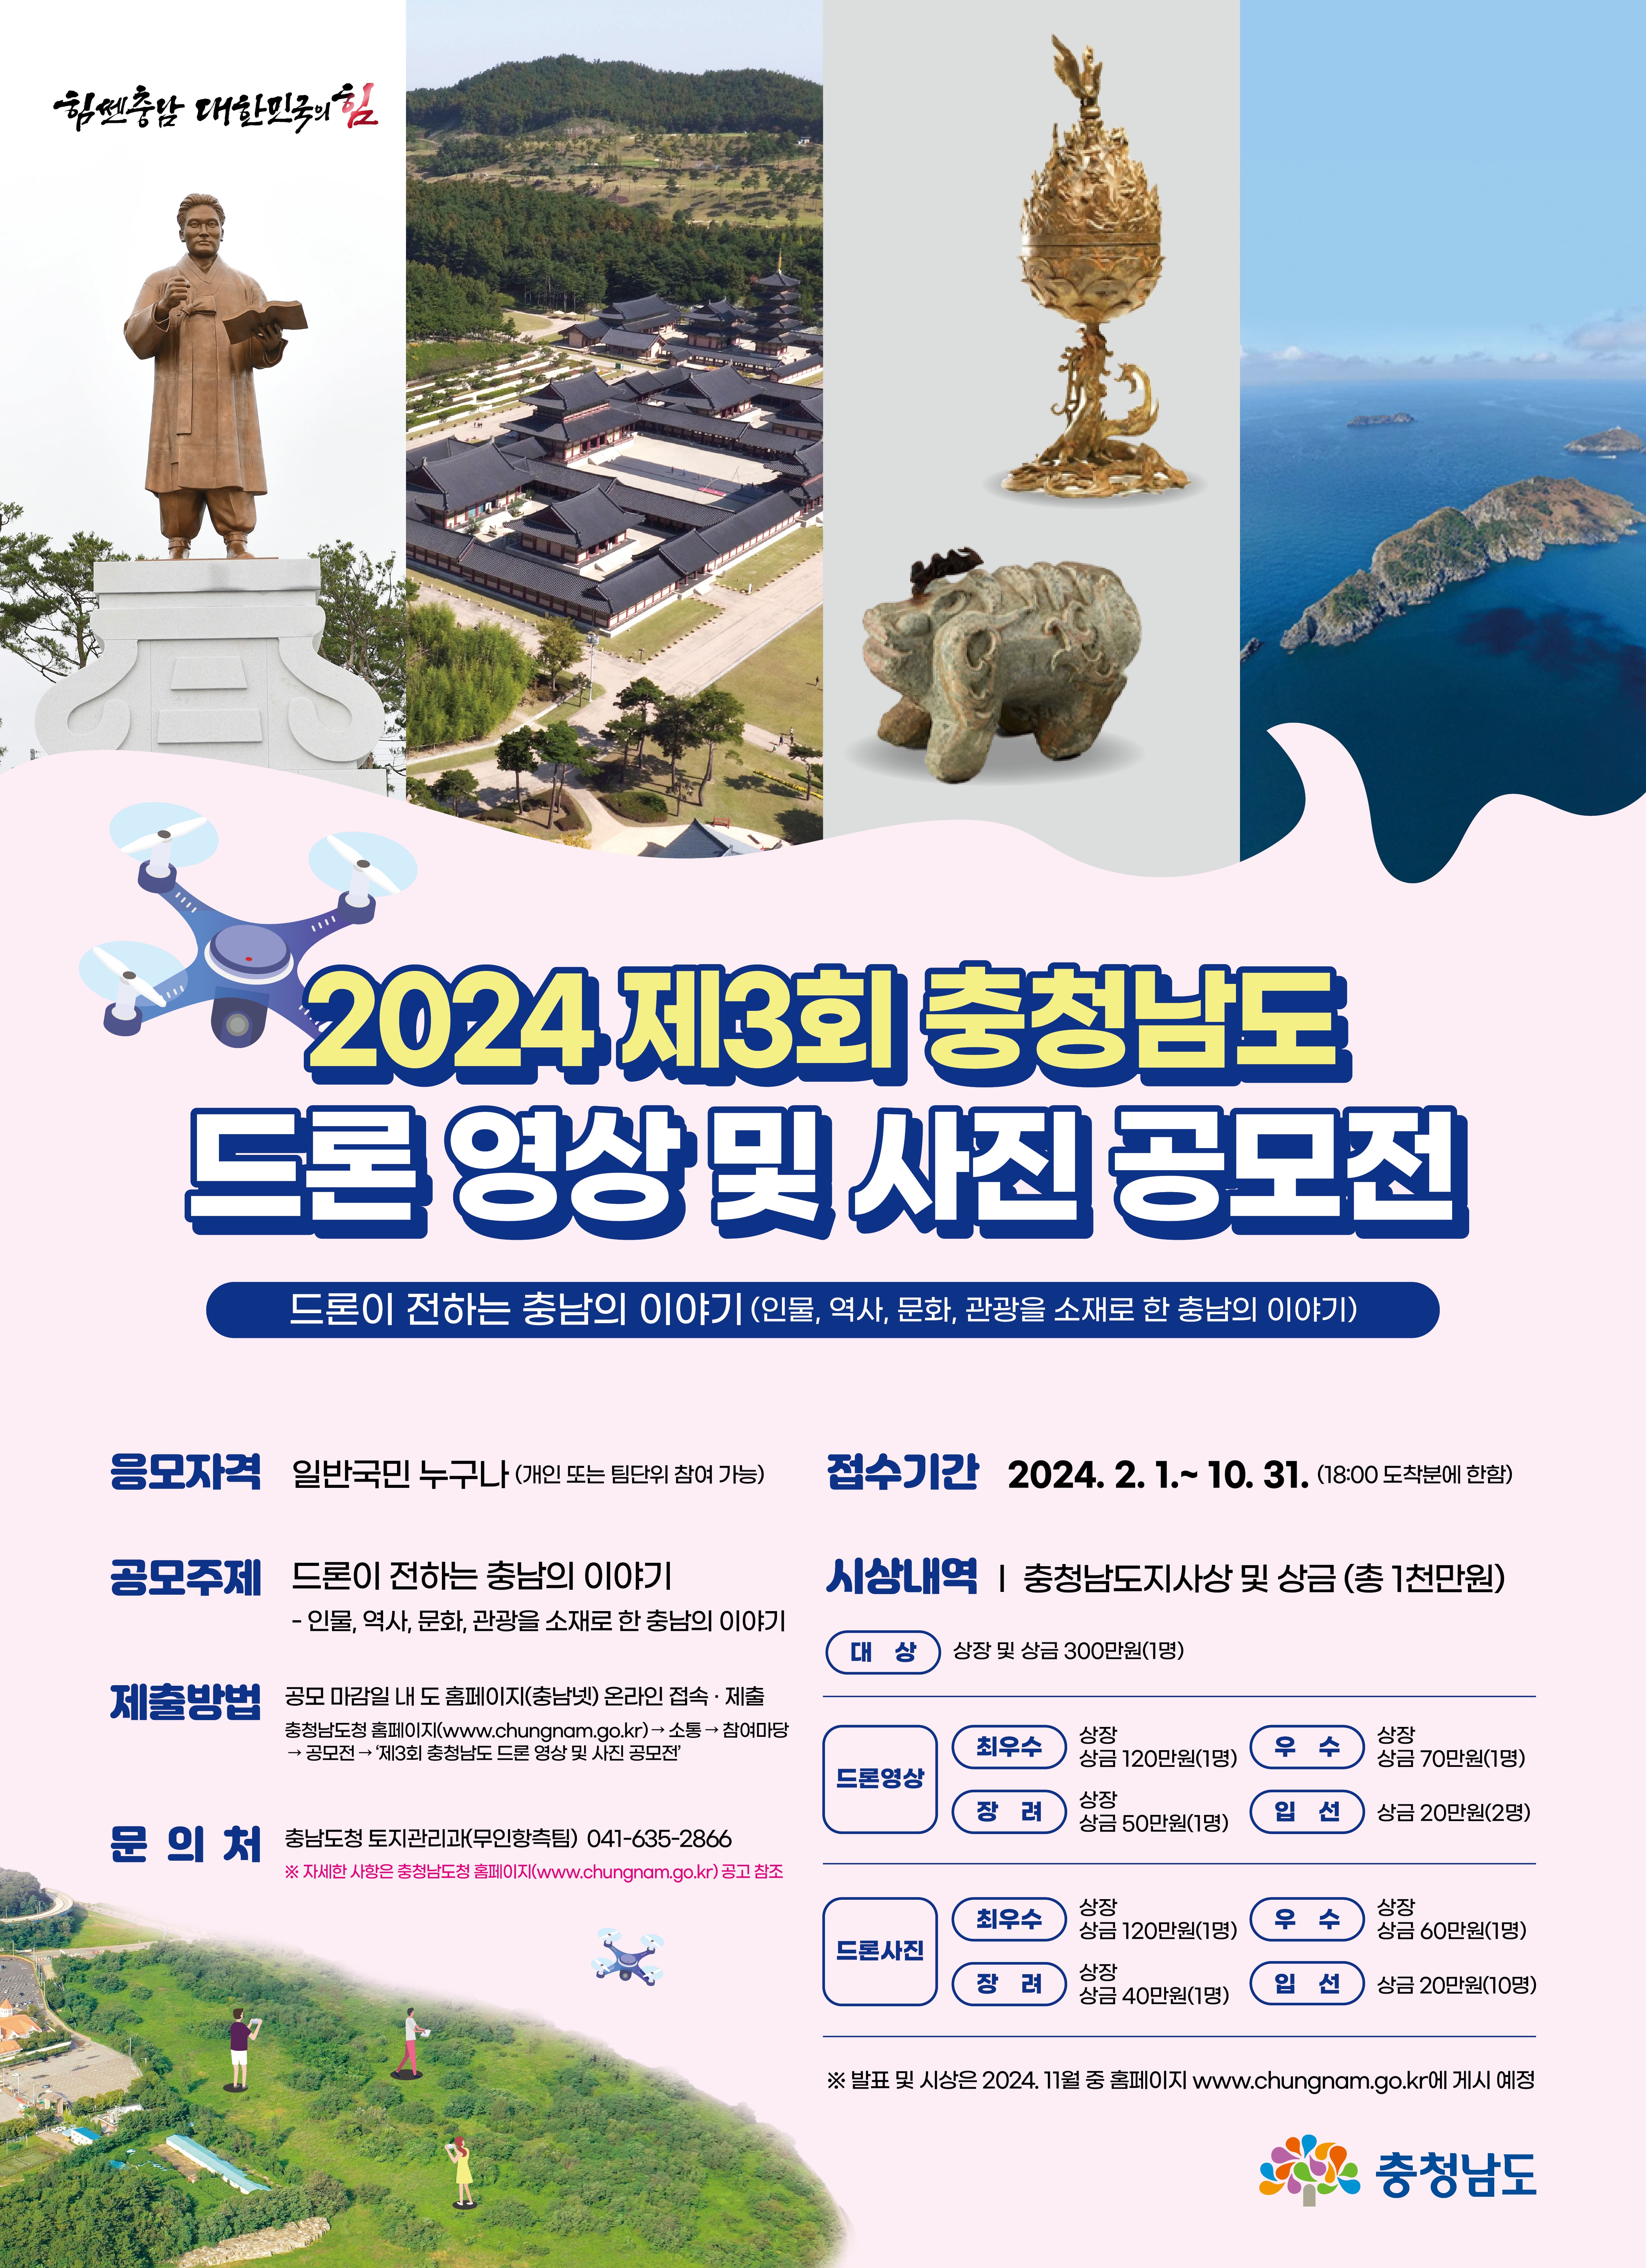 힘쎈충남 대한민국의 힘
2024 제3회 충청남도
드론 영상 및 사진 공모전
드론이 전하는 충남의 이야기 (인물, 역사, 문화, 관광을 소재로 한 충남의 이야기)
응모자격 일반국민 누구나 (개인 또는 팀단위 참여 가능)
공모주제 드론이 전하는 충남의 이야기
- 인물, 역사, 문화, 관광을 소재로 한 충남의 이야기
제출방법 공모 마감일 내 도 홈페이지(충남넷) 온라인 접속 · 제출
충청남도청 홈페이지(www.chungnam.go.kr) → 소통 → 참여마당
→ 공모전 → ‘제3회 충청남도 드론 영상 및 사진 공모전’
문 의 처 충남도청 토지관리과(무인항측팀) 041-635-2866
※ 자세한 사항은 충청남도청 홈페이지(www.chungnam.go.kr) 공고 참조
접수기간 2024. 2. 1.~ 10. 31. (18:00 도착분에 한함)
시상내역 | 충청남도지사상 및 상금 (총 1천만원)
대 상 상장 및 상금 300만원(1명)
드론영상
최우수 상장
상금 120만원(1명)
우 수 상장
상금 70만원(1명)
장 려 상장
상금 50만원(1명)
입 선 상금 20만원(2명)
드론사진
최우수 상장
상금 120만원(1명)
우 수 상장
상금 60만원(1명)
장 려 상장
상금 40만원(1명)
입 선 상금 20만원(10명)
※ 발표 및 시상은 2024. 11월 중 홈페이지 www.chungnam.go.kr에 게시 예정
충청남도